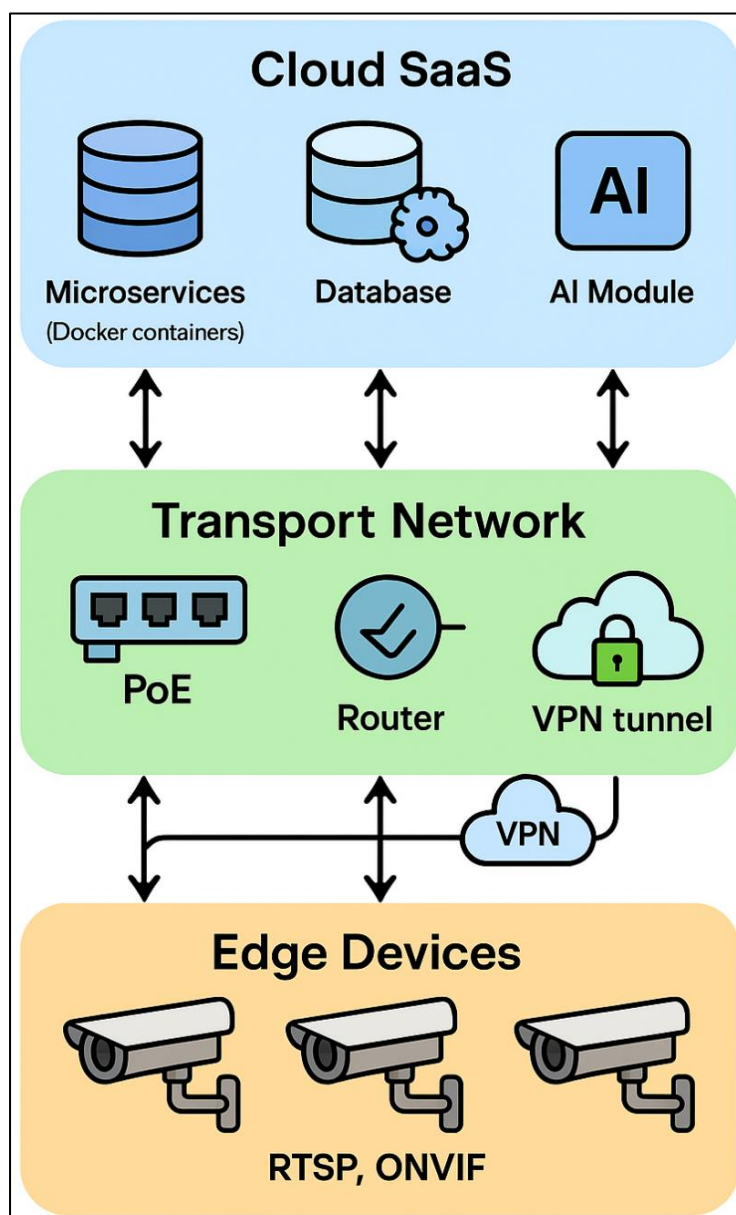 Cloud SaaS
AI
Microservices
(Docker containers)
Database
AI Module
Transport Network
PoE
Router
VPN tunnel
VPN
Edge Devices
RTSP, ONVIF